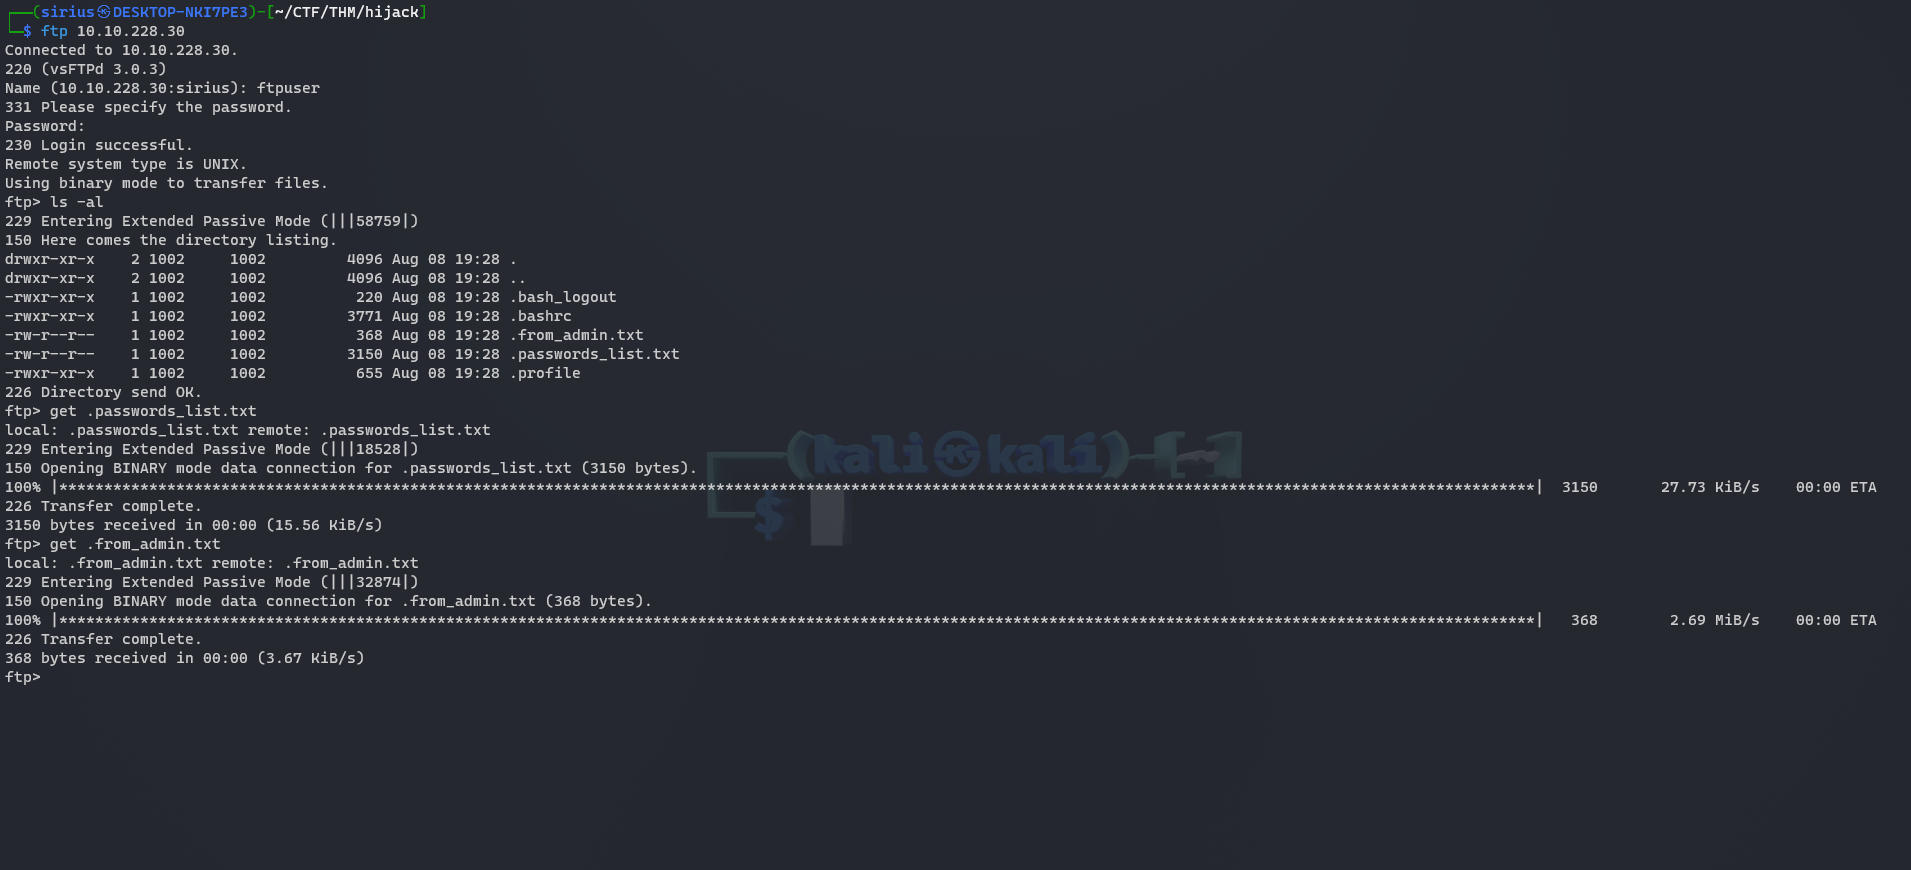 ┌──(sirius㉿DESKTOP-NKI7PE3)-[~/CTF/THM/hijack]
└─$ ftp 10.10.228.30
Connected to 10.10.228.30.
220 (vsFTPd 3.0.3)
Name (10.10.228.30:sirius): ftpuser
331 Please specify the password.
Password:
230 Login successful.
Remote system type is UNIX.
Using binary mode to transfer files.
ftp> ls -al
229 Entering Extended Passive Mode (|||58759|)
150 Here comes the directory listing.
drwxr-xr-x    2 1002     1002         4096 Aug 08 19:28 .
drwxr-xr-x    2 1002     1002         4096 Aug 08 19:28 ..
-rwxr-xr-x    1 1002     1002          220 Aug 08 19:28 .bash_logout
-rwxr-xr-x    1 1002     1002         3771 Aug 08 19:28 .bashrc
-rw-r--r--    1 1002     1002          368 Aug 08 19:28 .from_admin.txt
-rw-r--r--    1 1002     1002         3150 Aug 08 19:28 .passwords_list.txt
-rwxr-xr-x    1 1002     1002          655 Aug 08 19:28 .profile
226 Directory send OK.
ftp> get .passwords_list.txt
local: .passwords_list.txt remote: .passwords_list.txt
229 Entering Extended Passive Mode (|||18528|)
150 Opening BINARY mode data connection for .passwords_list.txt (3150 bytes).
100% |********************************************************************************************************************************************************************| 3150       27.73 KiB/s    00:00 ETA
226 Transfer complete.
3150 bytes received in 00:00 (15.56 KiB/s)
ftp> get .from_admin.txt
local: .from_admin.txt remote: .from_admin.txt
229 Entering Extended Passive Mode (|||32874|)
150 Opening BINARY mode data connection for .from_admin.txt (368 bytes).
100% |********************************************************************************************************************************************************************| 368        2.69 MiB/s    00:00 ETA
226 Transfer complete.
368 bytes received in 00:00 (3.67 KiB/s)
ftp>
┌──(kali㉿kali)-[~]
└─$